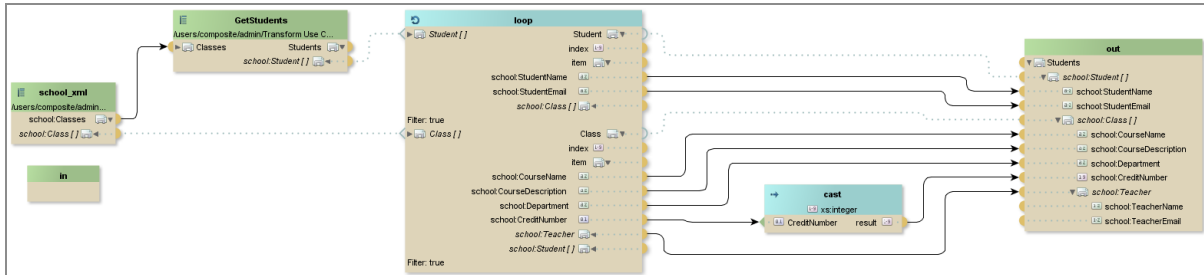 GetStudents
/users/composite/admin/Transform Use C...
Classes
Students
school:Student [ ]
school_xml
/users/composite/admin...
school:Classes
school:Class [ ]
in
loop
Student [ ]
Student
index
item
school:StudentName
school:StudentEmail
school:Class [ ]
Filter: true
Class [ ]
Class
index
item
school:CourseName
school:CourseDescription
school:Department
school:CreditNumber
school:Teacher
school:Student [ ]
Filter: true
cast
xs:integer
CreditNumber
result
out
Students
school:Student [ ]
school:StudentName
school:StudentEmail
school:Class [ ]
school:CourseName
school:CourseDescription
school:Department
school:CreditNumber
school:Teacher
school:TeacherName
school:TeacherEmail